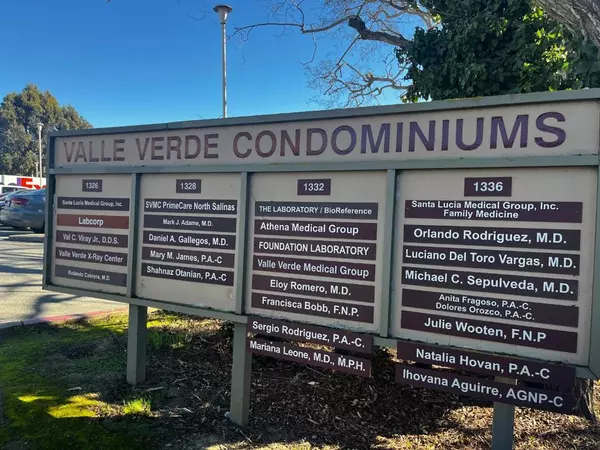 VALLE VERDE CONDOMINIUMS
1326
Santa Lucia Medical Group, Inc.
Labcorp
Val C. Viray Jr., D.D.S.
Valle Verde X-Ray Center
Rolando Cabrera, M.D.
1328
SVMC PrimeCare North Salinas
Mark J. Adame, M.D.
Daniel A. Gallegos, M.D.
Mary M. James, P.A-C
Shahnaz Otanian, P.A-C
1332
THE LABORATORY / BioReference
Athena Medical Group
FOUNDATION LABORATORY
Valle Verde Medical Group
Eloy Romero, M.D.
Francisca Bobb, F.N.P.
Sergio Rodriguez, P.A.-C.
Mariana Leone, M.D., M.P.H.
1336
Santa Lucia Medical Group, Inc.
Family Medicine
Orlando Rodriguez, M.D.
Luciano Del Toro Vargas, M.D.
Michael C. Sepulveda, M.D.
Anita Fragoso, P.A.-C.
Dolores Orozco, P.A.-C.
Julie Wooten, F.N.P
Natalia Hovan, P.A.-C
Ihovana Aguirre, AGNP-C